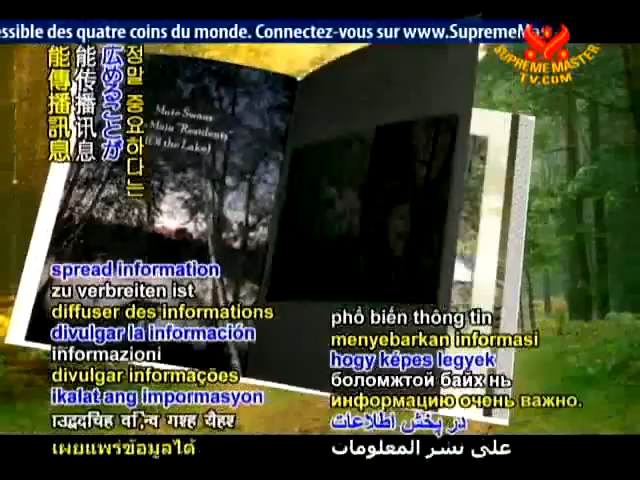 ssible des quatre coins du monde. Connectez-vous sur www.SupremeMas
SUPREME MASTER
TV.COM
能傳播訊息
能传播讯息
広めることが
정말 중요하다는
Mute Swans
Main "Residents"
(Of the Lake)
spread information
zu verbreiten ist
diffuser des informations
divulgar la información
informazioni
divulgar informações
ikalat ang impormasyon
เผยแพร่ข้อมูลได้
phổ biến thông tin
menyebarkan informasi
hogy képes legyek
боломжтой байх нь
информацию очень важно.
در پخش اطلاعات
على نشر المعلومات